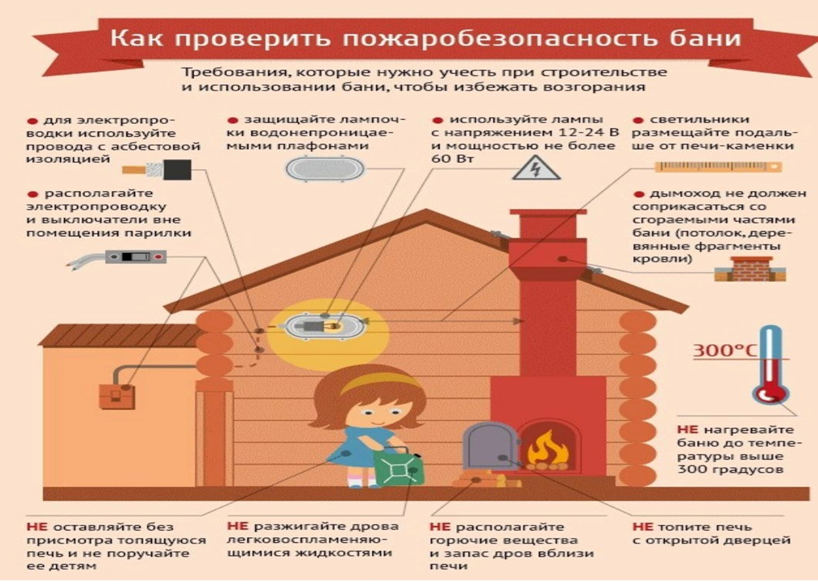 Как проверить пожаробезопасность бани
Требования, которые нужно учесть при строительстве
и использовании бани, чтобы избежать возгорания
для электропро-
водки используйте
провода с асбестовой
изоляцией
защищайте лампоч-
ки водонепроницае-
мыми плафонами
используйте лампы
с напряжением 12-24 В
и мощностью не более
60 Вт
светильники
размещайте подаль-
ше от печи-каменки
располагайте
электропроводку
и выключатели вне
помещения парилки
дымоход не должен
соприкасаться со
сгораемыми частями
бани (потолок, дере-
вянные фрагменты
кровли)
300°C
НЕ нагревайте
баню до темпе-
ратуры выше
300 градусов
НЕ оставляйте без
присмотра топящуюся
печь и не поручайте
ее детям
НЕ разжигайте дрова
легковоспламеняю-
щимися жидкостями
НЕ располагайте
горючие вещества
и запас дров вблизи
печи
НЕ топите печь
с открытой дверцей